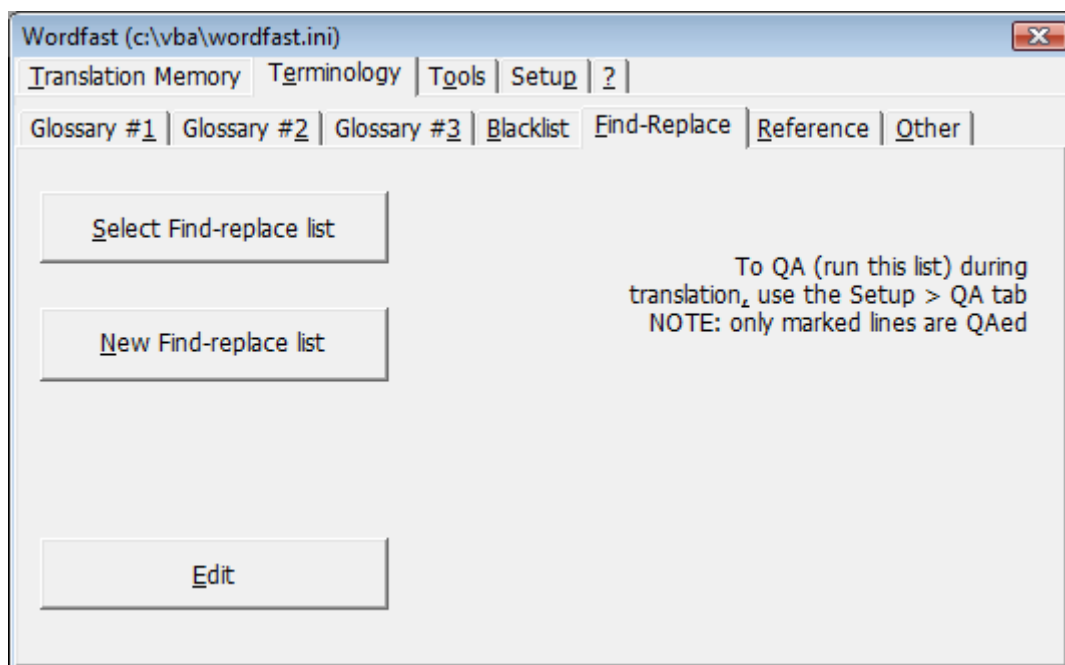 Wordfast (c:\vba\wordfast.ini)
Translation Memory Terminology Tools Setup ?
Glossary #1 Glossary #2 Glossary #3 Blacklist Find-Replace Reference Other
Select Find-replace list
To QA (run this list) during
translation, use the Setup > QA tab
NOTE: only marked lines are QAed
New Find-replace list
Edit